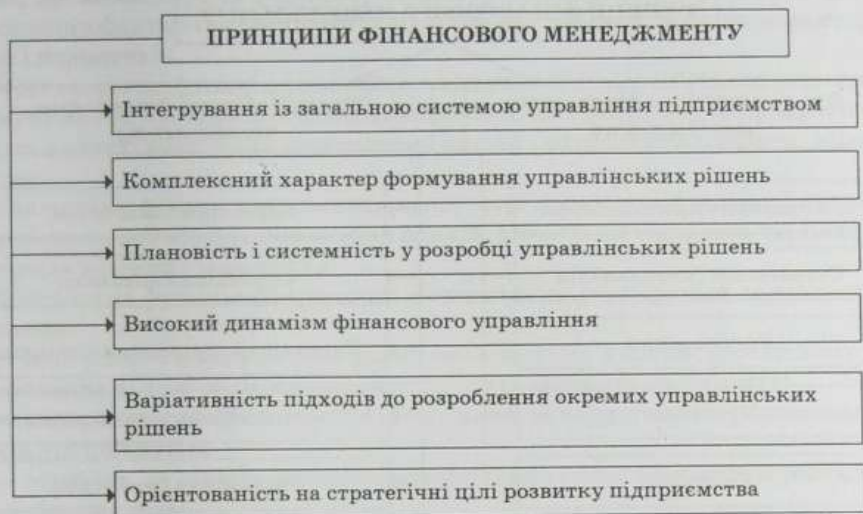 ПРИНЦИПИ ФІНАНСОВОГО МЕНЕДЖМЕНТУ
Інтегрування із загальною системою управління підприємством
Комплексний характер формування управлінських рішень
Плановість і системність у розробці управлінських рішень
Високий динамізм фінансового управління
Варіативність підходів до розроблення окремих управлінських
рішень
Орієнтованість на стратегічні цілі розвитку підприємства